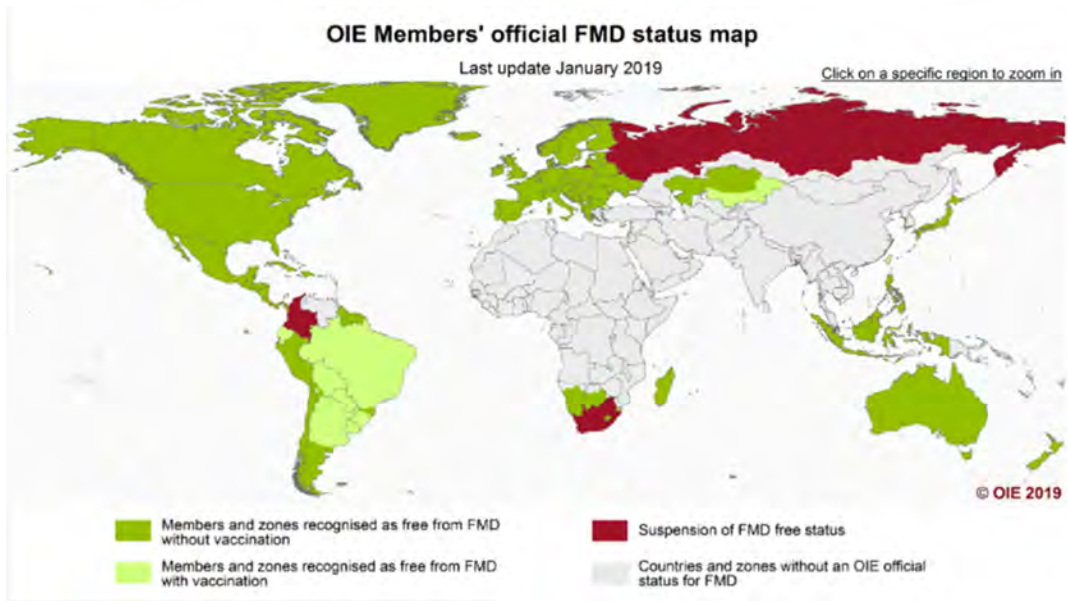 OIE Members' official FMD status map
Last update January 2019
Click on a specific region to zoom in
© OIE 2019
Members and zones recognised as free from FMD
without vaccination
Members and zones recognised as free from FMD
with vaccination
Suspension of FMD free status
Countries and zones without an OIE official
status for FMD